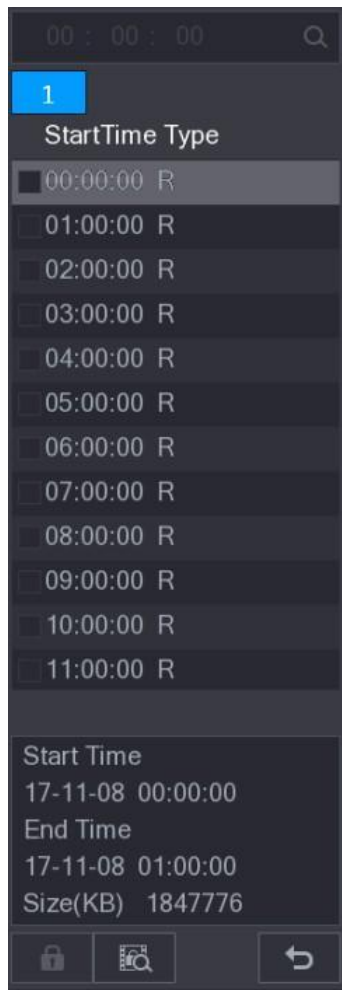 00 : 00 : 00
1
StartTime Type
00:00:00 R
01:00:00 R
02:00:00 R
03:00:00 R
04:00:00 R
05:00:00 R
06:00:00 R
07:00:00 R
08:00:00 R
09:00:00 R
10:00:00 R
11:00:00 R
Start Time
17-11-08 00:00:00
End Time
17-11-08 01:00:00
Size(KB) 1847776